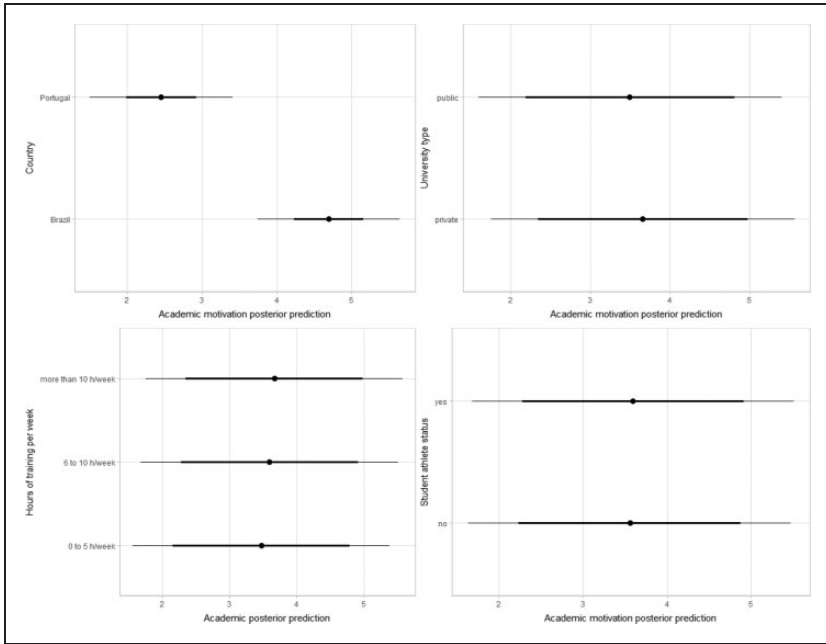 Country
Portugal
Brazil
2 3 4 5
Academic motivation posterior prediction
University type
public
private
2 3 4 5
Academic motivation posterior prediction
Hours of training per week
more than 10 h/week
6 to 10 h/week
0 to 5 h/week
2 3 4 5
Academic posterior prediction
Student athlete status
yes
no
2 3 4 5
Academic motivation posterior prediction